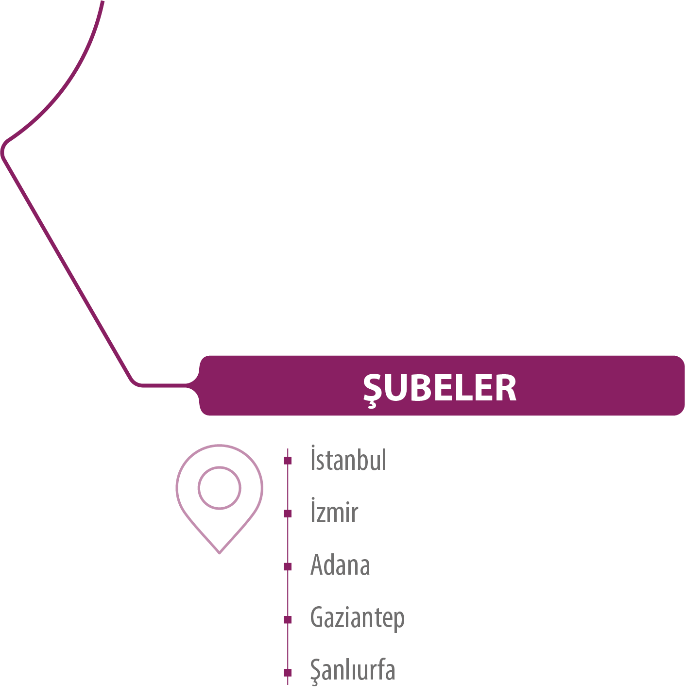 ŞUBELER
İstanbul
İzmir
Adana
Gaziantep
Şanlıurfa